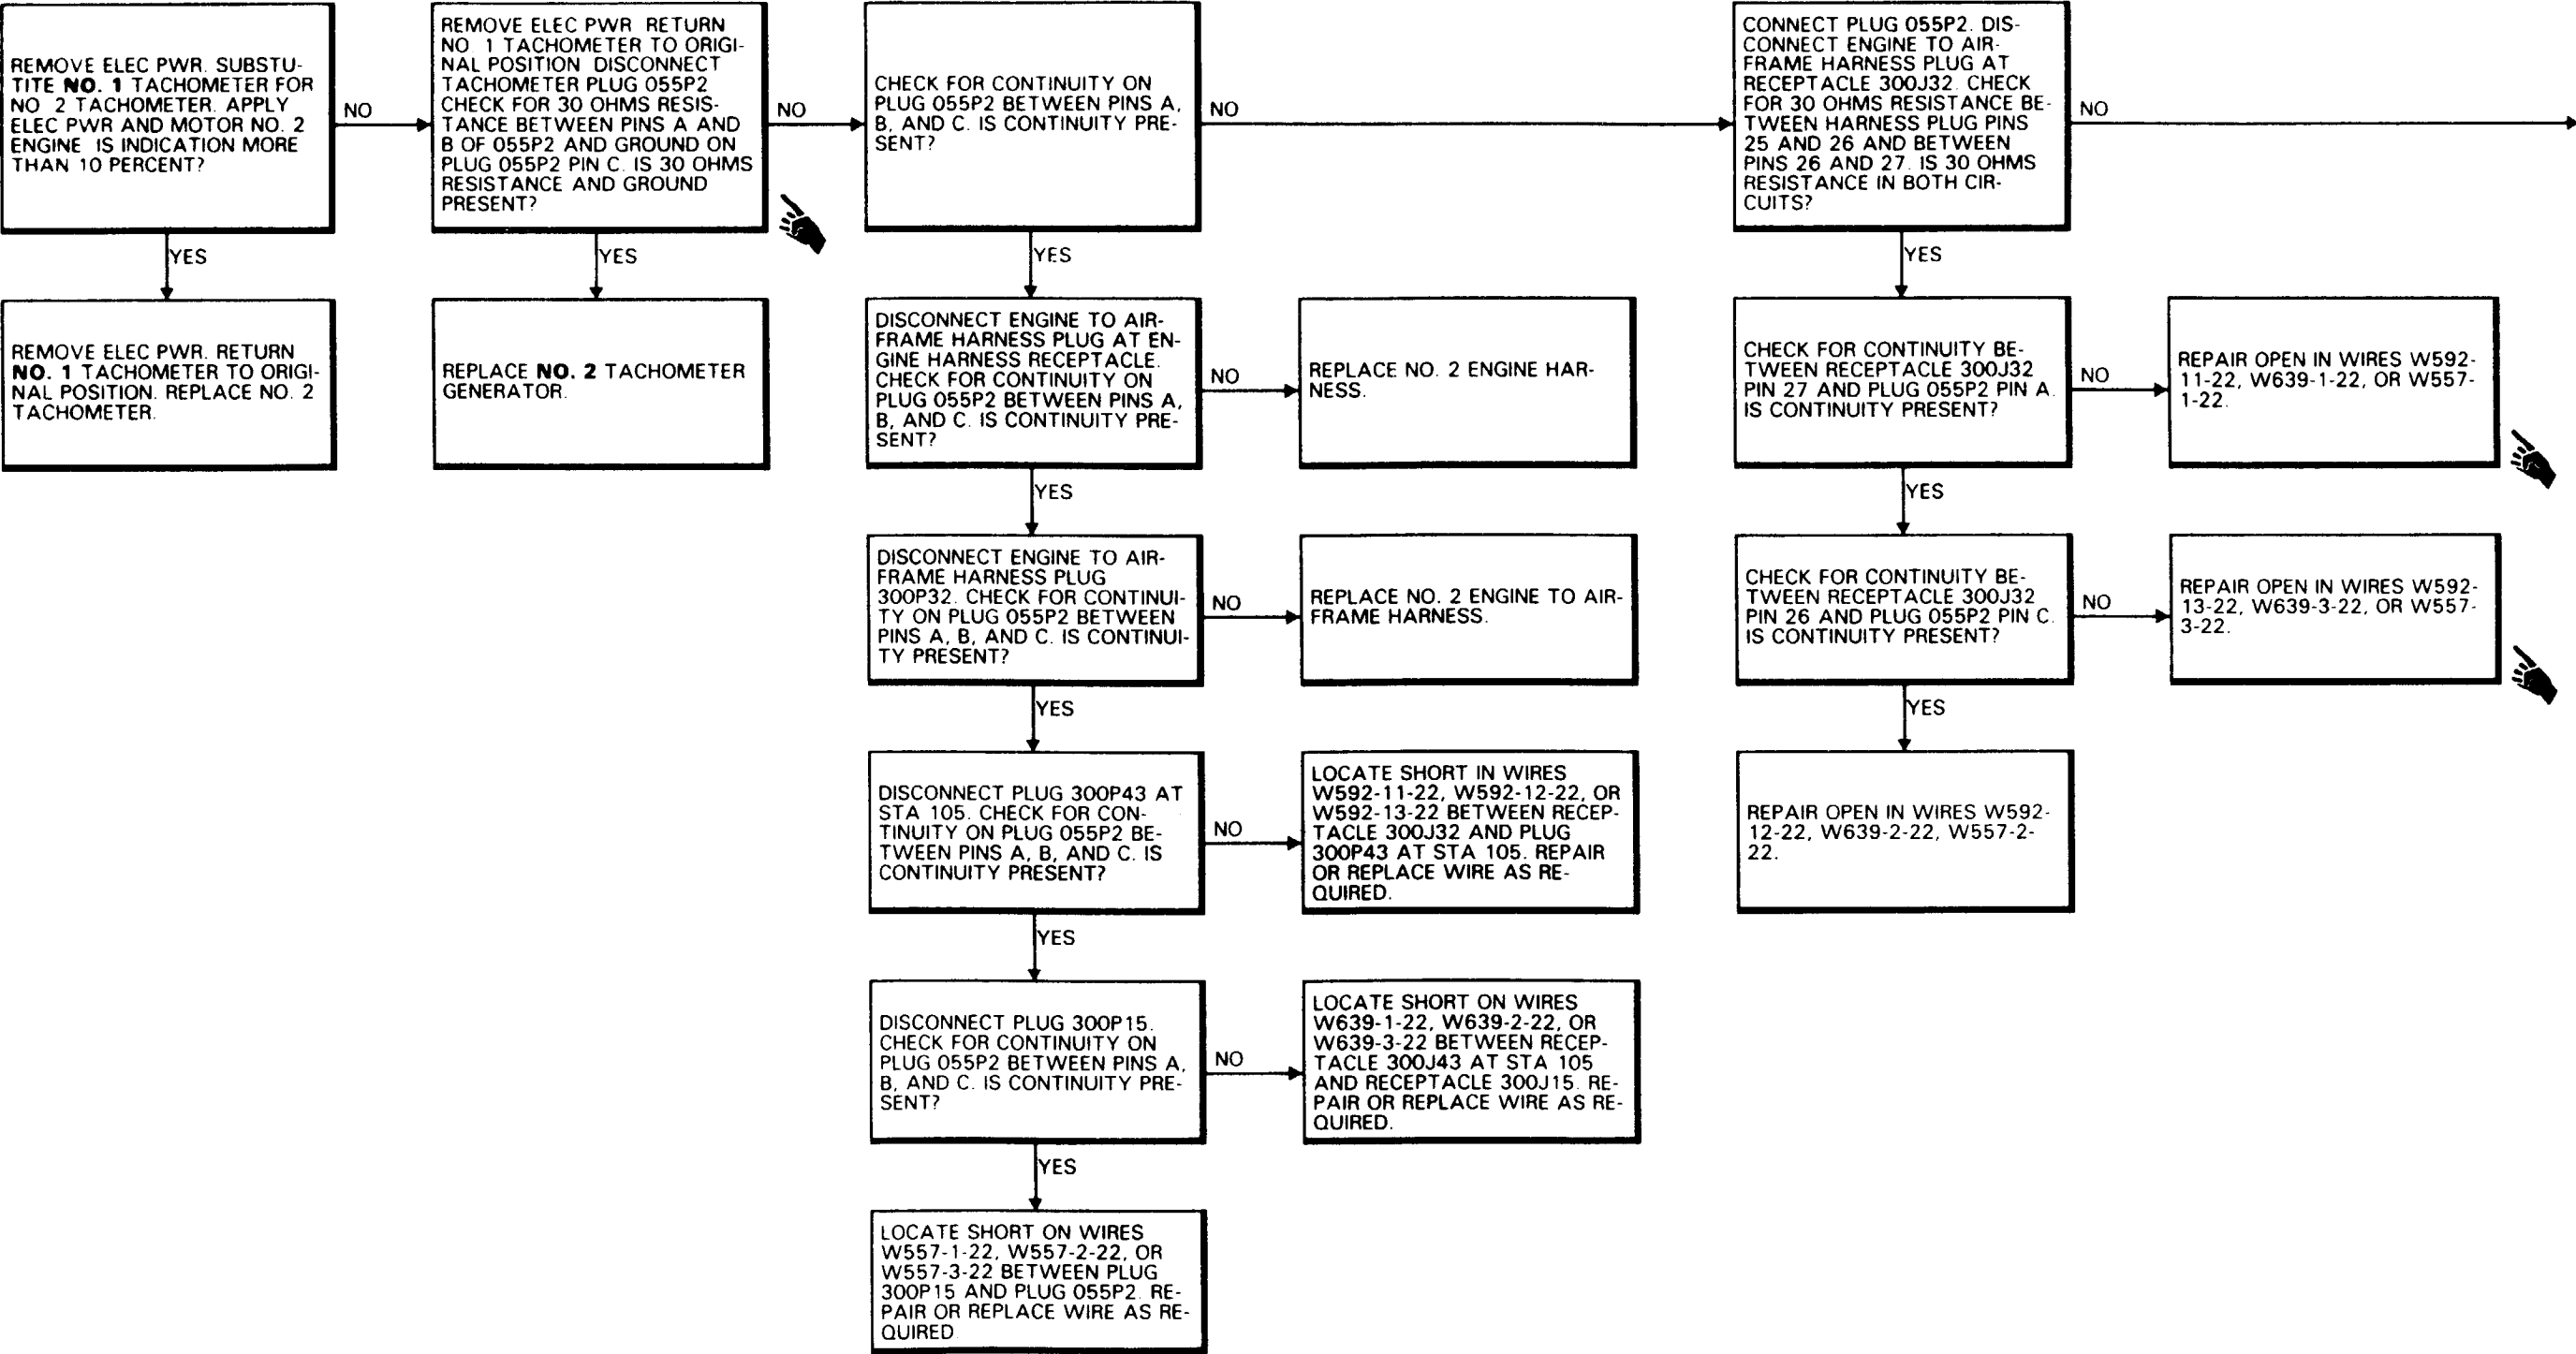 REMOVE ELEC PWR. SUBSTU-
TITE NO. 1 TACHOMETER FOR
NO 2 TACHOMETER. APPLY
ELEC PWR AND MOTOR NO. 2
ENGINE IS INDICATION MORE
THAN 10 PERCENT?
NO
YES
REMOVE ELEC PWR. RETURN
NO. 1 TACHOMETER TO ORIGI-
NAL POSITION. REPLACE NO. 2
TACHOMETER.
REMOVE ELEC PWR RETURN
NO 1 TACHOMETER TO ORIGI-
NAL POSITION DISCONNECT
TACHOMETER PLUG 055P2
CHECK FOR 30 OHMS RESIS-
TANCE BETWEEN PINS A AND
B OF 055P2 AND GROUND ON
PLUG 055P2 PIN C. IS 30 OHMS
RESISTANCE AND GROUND
PRESENT?
NO
YES
REPLACE NO. 2 TACHOMETER
GENERATOR.
CHECK FOR CONTINUITY ON
PLUG 055P2 BETWEEN PINS A,
B, AND C. IS CONTINUITY PRE-
SENT?
NO
YES
DISCONNECT ENGINE TO AIR-
FRAME HARNESS PLUG AT EN-
GINE HARNESS RECEPTACLE.
CHECK FOR CONTINUITY ON
PLUG 055P2 BETWEEN PINS A,
B, AND C. IS CONTINUITY PRE-
SENT?
NO
REPLACE NO. 2 ENGINE HAR-
NESS.
YES
DISCONNECT ENGINE TO AIR-
FRAME HARNESS PLUG
300P32. CHECK FOR CONTINUI-
TY ON PLUG 055P2 BETWEEN
PINS A, B, AND C. IS CONTINUI-
TY PRESENT?
NO
REPLACE NO. 2 ENGINE TO AIR-
FRAME HARNESS.
YES
DISCONNECT PLUG 300P43 AT
STA 105. CHECK FOR CON-
TINUITY ON PLUG 055P2 BE-
TWEEN PINS A, B, AND C. IS
CONTINUITY PRESENT?
NO
LOCATE SHORT IN WIRES
W592-11-22, W592-12-22, OR
W592-13-22 BETWEEN RECEP-
TACLE 300J32 AND PLUG
300P43 AT STA 105. REPAIR
OR REPLACE WIRE AS RE-
QUIRED.
YES
DISCONNECT PLUG 300P15.
CHECK FOR CONTINUITY ON
PLUG 055P2 BETWEEN PINS A,
B, AND C. IS CONTINUITY PRE-
SENT?
NO
LOCATE SHORT ON WIRES
W639-1-22, W639-2-22, OR
W639-3-22 BETWEEN RECEP-
TACLE 300J43 AT STA 105
AND RECEPTACLE 300J15. RE-
PAIR OR REPLACE WIRE AS RE-
QUIRED.
YES
LOCATE SHORT ON WIRES
W557-1-22, W557-2-22, OR
W557-3-22 BETWEEN PLUG
300P15 AND PLUG 055P2. RE-
PAIR OR REPLACE WIRE AS RE-
QUIRED
CONNECT PLUG 055P2. DIS-
CONNECT ENGINE TO AIR-
FRAME HARNESS PLUG AT
RECEPTACLE 300J32. CHECK
FOR 30 OHMS RESISTANCE BE-
TWEEN HARNESS PLUG PINS
25 AND 26 AND BETWEEN
PINS 26 AND 27. IS 30 OHMS
RESISTANCE IN BOTH CIR-
CUITS?
NO
YES
CHECK FOR CONTINUITY BE-
TWEEN RECEPTACLE 300J32
PIN 27 AND PLUG 055P2 PIN A.
IS CONTINUITY PRESENT?
NO
REPAIR OPEN IN WIRES W592-
11-22, W639-1-22, OR W557-
1-22.
YES
CHECK FOR CONTINUITY BE-
TWEEN RECEPTACLE 300J32
PIN 26 AND PLUG 055P2 PIN C.
IS CONTINUITY PRESENT?
NO
REPAIR OPEN IN WIRES W592-
13-22, W639-3-22, OR W557-
3-22.
YES
REPAIR OPEN IN WIRES W592-
12-22, W639-2-22, W557-2-
22.